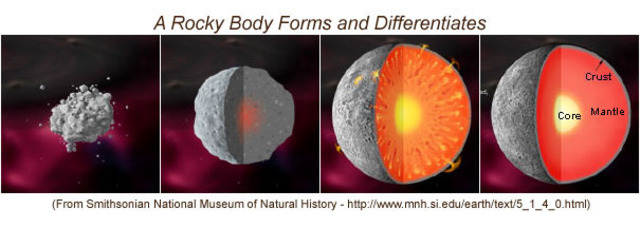 A Rocky Body Forms and Differentiates
Crust
Core
Mantle
(From Smithsonian National Museum of Natural History - http://www.mnh.si.edu/earth/text/5_1_4_0.html)